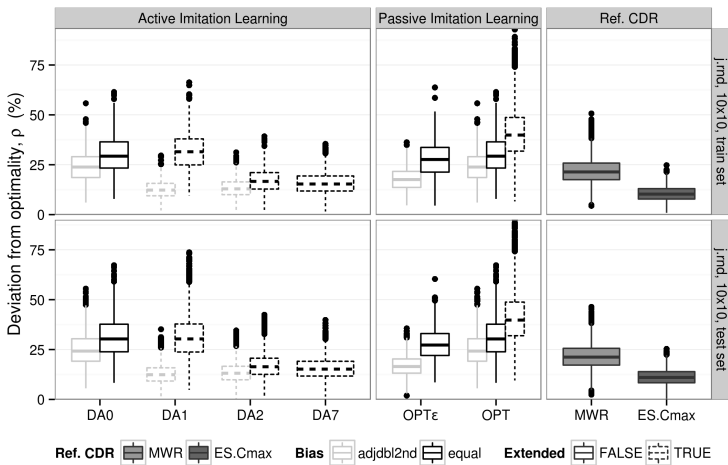 Active Imitation Learning Passive Imitation Learning Ref. CDR
Deviation from optimality, ρ (%)
75
50
25
0
j.rnd, 10x10, train set
75
50
25
0
j.rnd, 10x10, test set
DA0 DA1 DA2 DA7 OPTε OPT MWR ES.Cmax
Ref. CDR MWR ES.Cmax Bias adjdbl2nd equal Extended FALSE TRUE